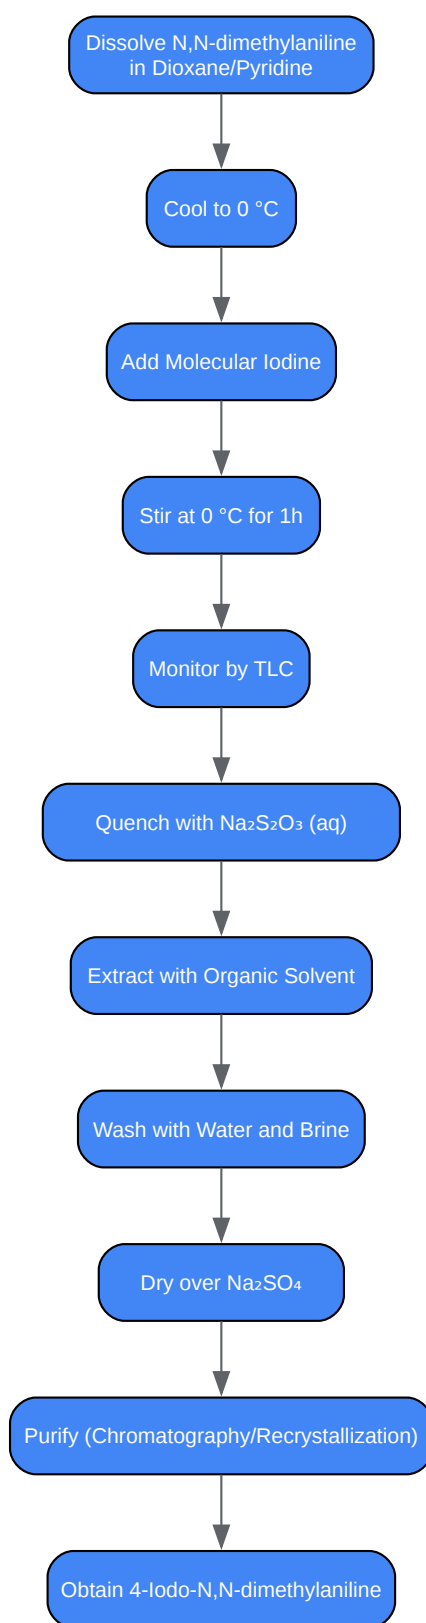 Dissolve N,N-dimethylaniline
in Dioxane/Pyridine
Cool to 0 °C
Add Molecular Iodine
Stir at 0 °C for 1h
Monitor by TLC
Quench with Na₂S₂O₃ (aq)
Extract with Organic Solvent
Wash with Water and Brine
Dry over Na₂SO₄
Purify (Chromatography/Recrystallization)
Obtain 4-Iodo-N,N-dimethylaniline